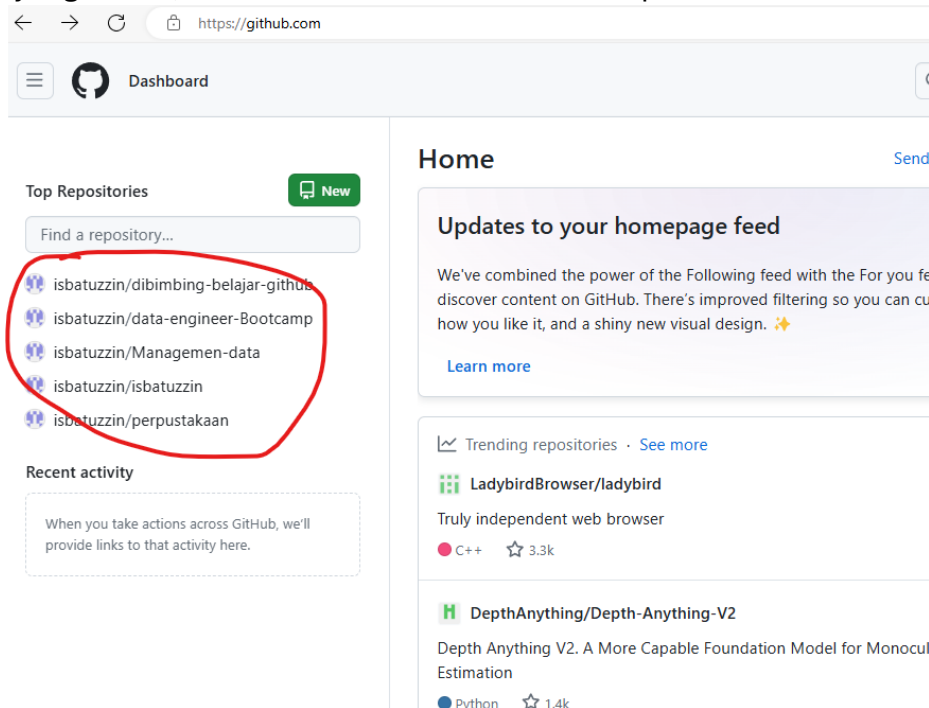 https://github.com
Dashboard
Top Repositories
New
Find a repository...
isbatuzzin/dibimbing-belajar-github
isbatuzzin/data-engineer-Bootcamp
isbatuzzin/Managemen-data
isbatuzzin/isbatuzzin
isbatuzzin/perpustakaan
Recent activity
When you take actions across GitHub, we'll
provide links to that activity here.
Home
Send
Updates to your homepage feed
We've combined the power of the Following feed with the For you
discover content on GitHub. There's improved filtering so you can
how you like it, and a shiny new visual design. ✨
Learn more
Trending repositories · See more
LadybirdBrowser/ladybird
Truly independent web browser
C++ 3.3k
DepthAnything/Depth-Anything-V2
Depth Anything V2. A More Capable Foundation Model for
Estimation
Python 1.4k